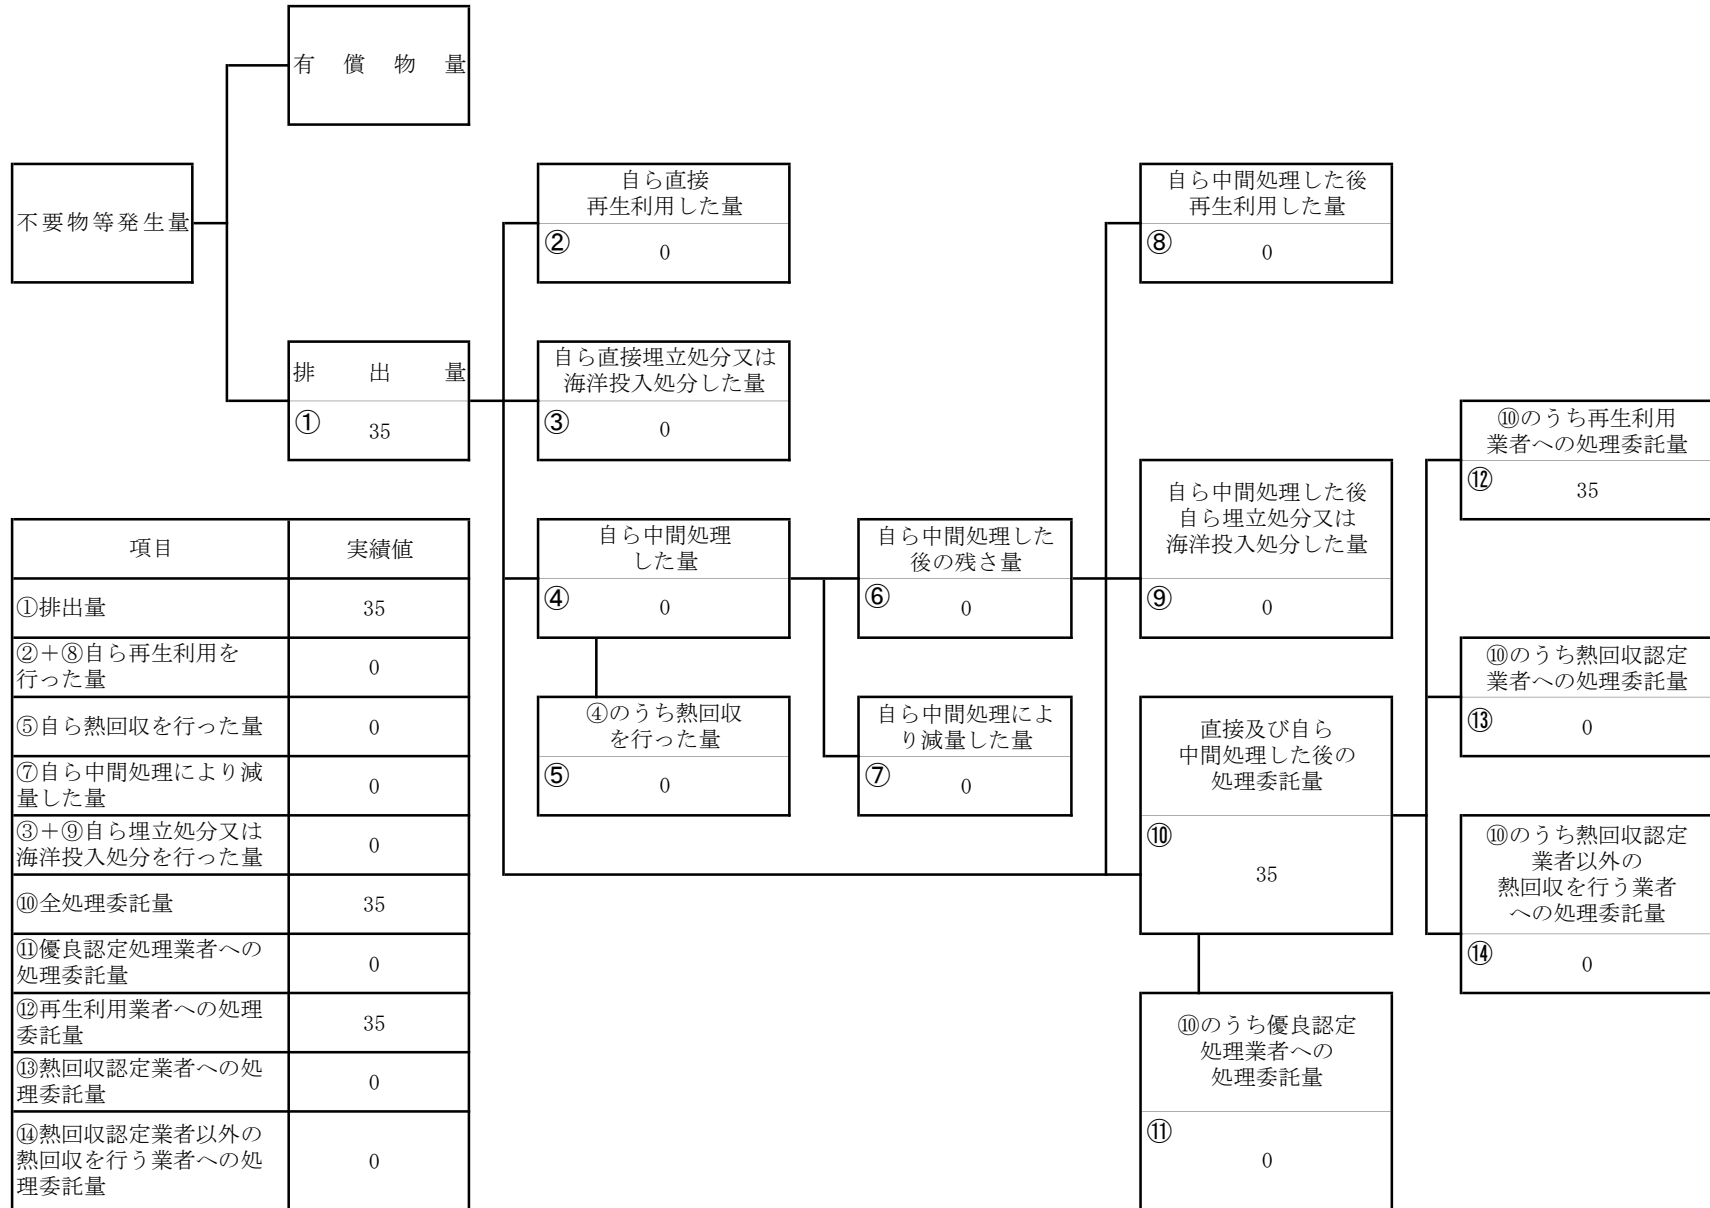 有償物量
不要物等発生量
自ら直接
再生利用した量
② 0
自ら中間処理した後
再生利用した量
⑧ 0
排出量
① 35
自ら直接埋立処分又は
海洋投入処分した量
③ 0
⑩のうち再生利用
業者への処理委託量
⑫ 35
自ら中間処理した後
自ら埋立処分又は
海洋投入処分した量
⑨ 0
自ら中間処理
した量
④ 0
自ら中間処理した
後の残さ量
⑥ 0
⑩のうち熱回収認定
業者への処理委託量
⑬ 0
④のうち熱回収
を行った量
⑤ 0
自ら中間処理によ
り減量した量
⑦ 0
直接及び自ら
中間処理した後の
処理委託量
⑩
35
⑩のうち熱回収認定
業者以外の
熱回収を行う業者
への処理委託量
⑭ 0
⑩のうち優良認定
処理業者への
処理委託量
⑪
0
項目 実績値
①排出量 35
②＋⑧自ら再生利用を
行った量 0
⑤自ら熱回収を行った量 0
⑦自ら中間処理により減
量した量 0
③＋⑨自ら埋立処分又は
海洋投入処分を行った量 0
⑩全処理委託量 35
⑪優良認定処理業者への
処理委託量 0
⑫再生利用業者への処理
委託量 35
⑬熱回収認定業者への処
理委託量 0
⑭熱回収認定業者以外の
熱回収を行う業者への処
理委託量 0